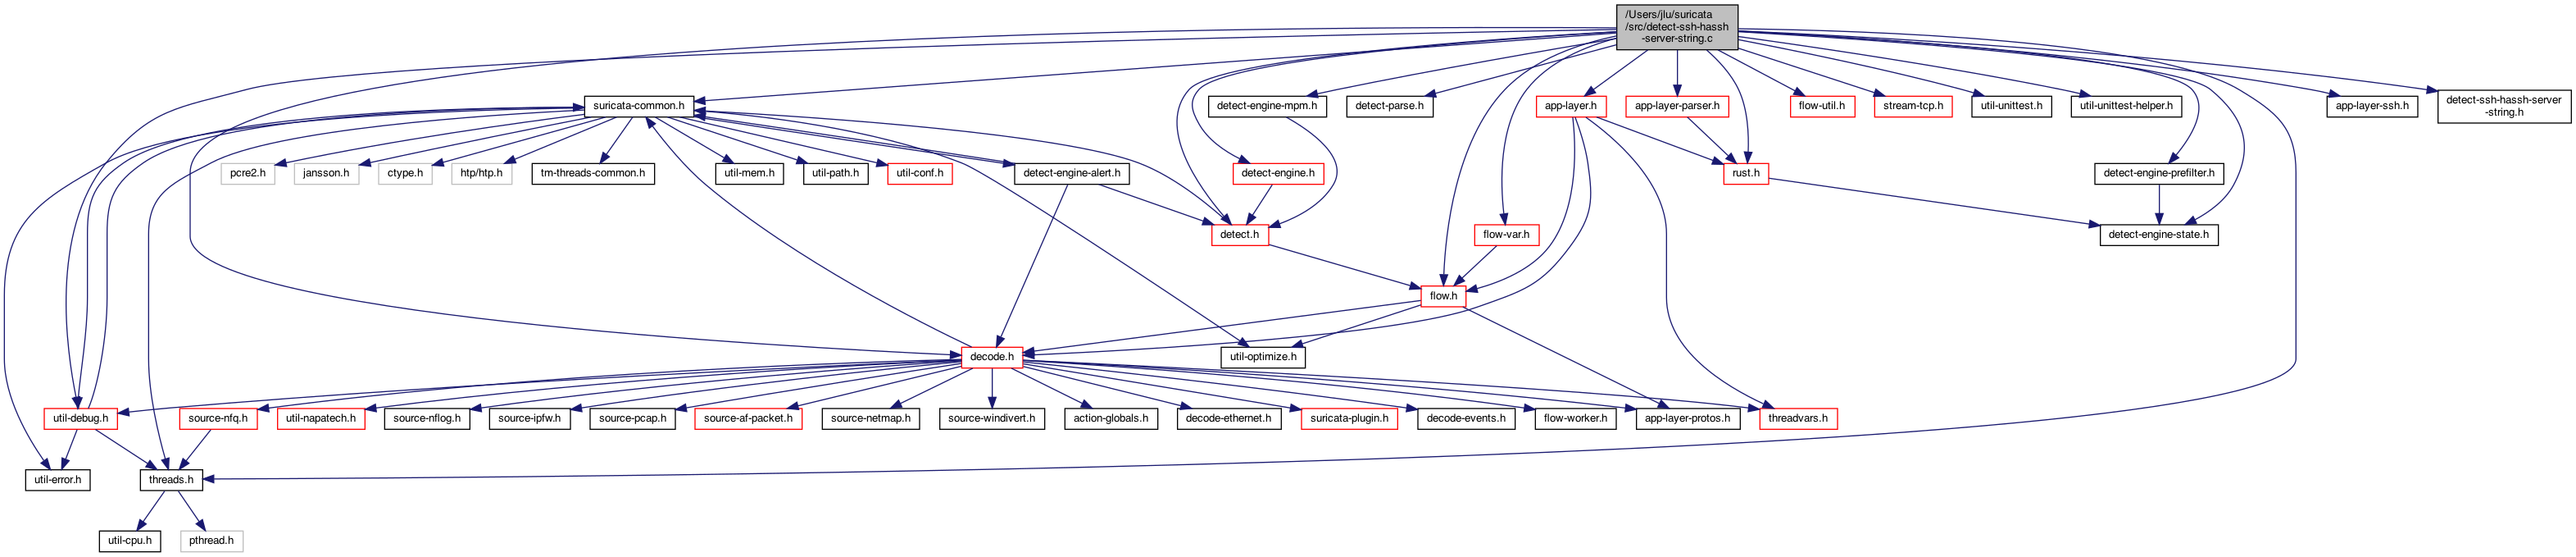 /Users/jlu/suricata
/src/detect-ssh-hassh
-server-string.c
suricata-common.h
detect-engine-mpm.h
detect-parse.h
app-layer.h
app-layer-parser.h
flow-util.h
stream-tcp.h
util-unittest.h
util-unittest-helper.h
app-layer-ssh.h
detect-ssh-hassh-server
-string.h
pcre2.h
jansson.h
ctype.h
htp/htp.h
tm-threads-common.h
util-mem.h
util-path.h
util-conf.h
detect-engine-alert.h
detect-engine.h
rust.h
detect-engine-prefilter.h
detect.h
flow-var.h
detect-engine-state.h
flow.h
decode.h
util-optimize.h
util-debug.h
source-nfq.h
util-napatech.h
source-nflog.h
source-ipfw.h
source-pcap.h
source-af-packet.h
source-netmap.h
source-windivert.h
action-globals.h
decode-ethernet.h
suricata-plugin.h
decode-events.h
flow-worker.h
app-layer-protos.h
threadvars.h
util-error.h
threads.h
util-cpu.h
pthread.h